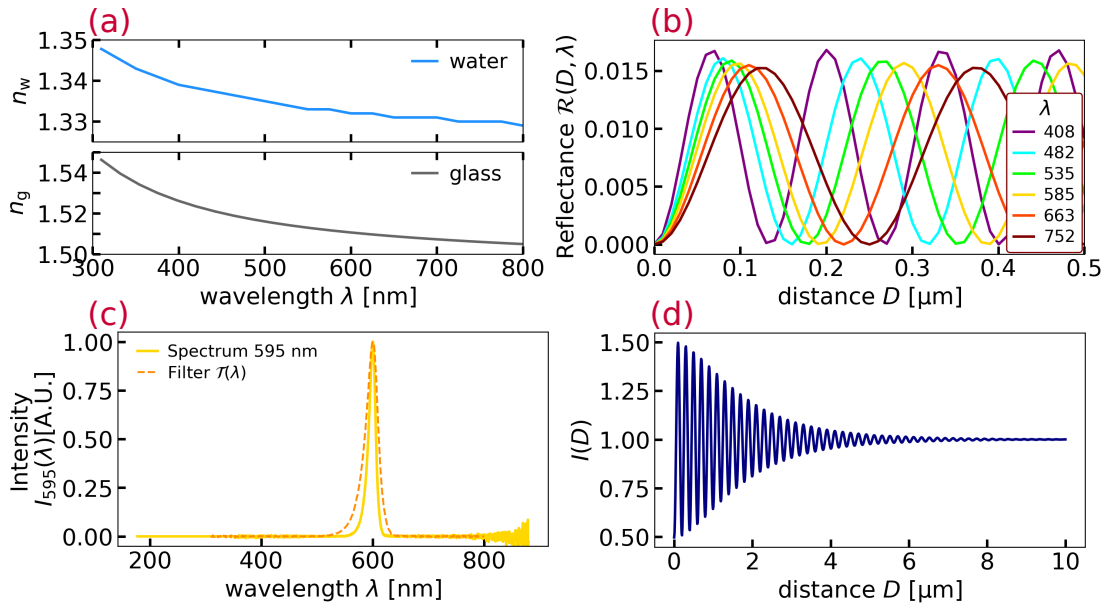 (a)
1.35
1.34
1.33
n_w
water
1.54
1.52
1.50
n_g
glass
300 400 500 600 700 800
wavelength λ [nm]
(b)
0.015
0.010
0.005
0.000
Reflectance ℛ(D, λ)
λ
408
482
535
585
663
752
0.0 0.1 0.2 0.3 0.4 0.5
distance D [μm]
(c)
1.00
0.75
0.50
0.25
0.00
Intensity
I₅₉₅(λ)[A.U.]
Spectrum 595 nm
Filter 𝒯(λ)
200 400 600 800
wavelength λ [nm]
(d)
1.50
1.25
1.00
0.75
0.50
I(D)
0 2 4 6 8 10
distance D [μm]